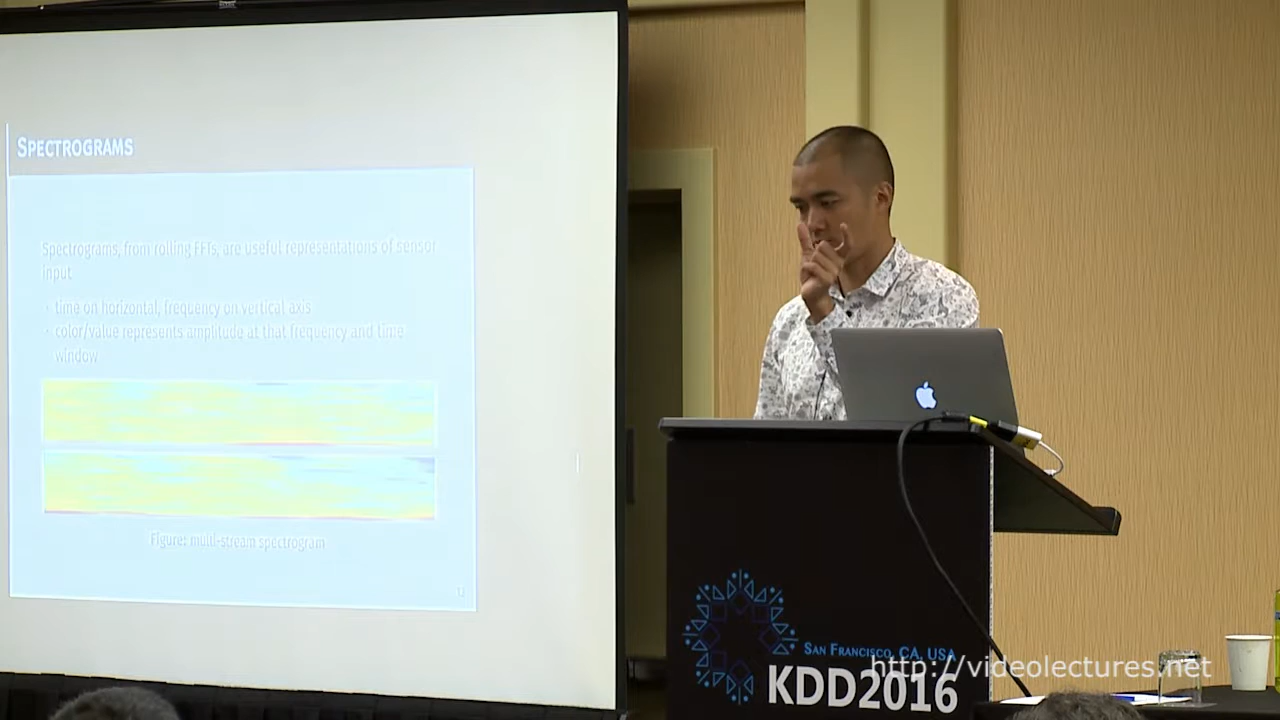 SPECTROGRAMS
Spectrograms, from rolling FFTs, are useful representations of sensor
input
· time on horizontal, frequency on vertical axis
· color/value represents amplitude at that frequency and time
window
Figure: multi-stream spectrogram
12
SAN FRANCISCO, CA, USA
KDD2016
http://videolectures.net